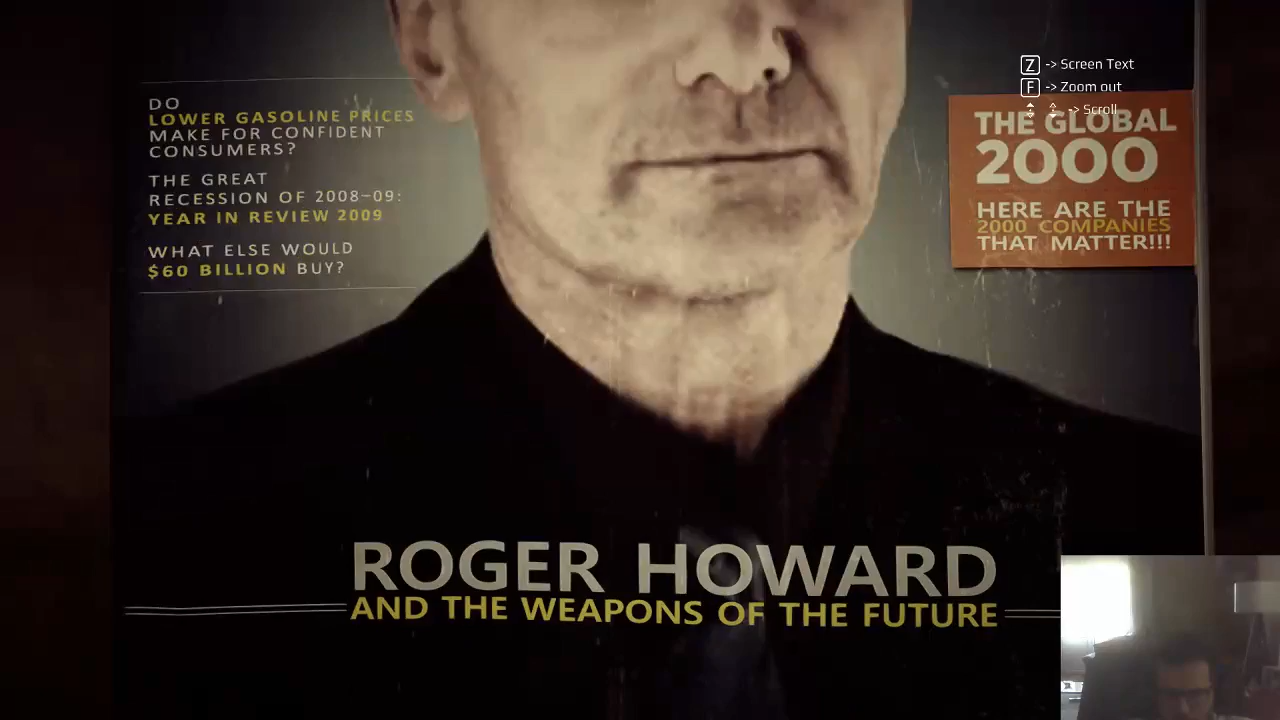 DO
LOWER GASOLINE PRICES
MAKE FOR CONFIDENT
CONSUMERS?
THE GREAT
RECESSION OF 2008–09:
YEAR IN REVIEW 2009
WHAT ELSE WOULD
$60 BILLION BUY?
Z -> Screen Text
F -> Zoom out
-> Scroll
THE GLOBAL
2000
HERE ARE THE
2000 COMPANIES
THAT MATTER!!!
ROGER HOWARD
AND THE WEAPONS OF THE FUTURE